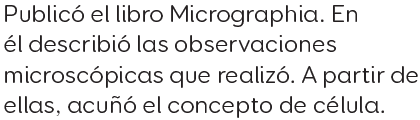 Publicó el libro Micrographia. En
él describió las observaciones
microscópicas que realizó. A partir de
ellas, acuñó el concepto de célula.